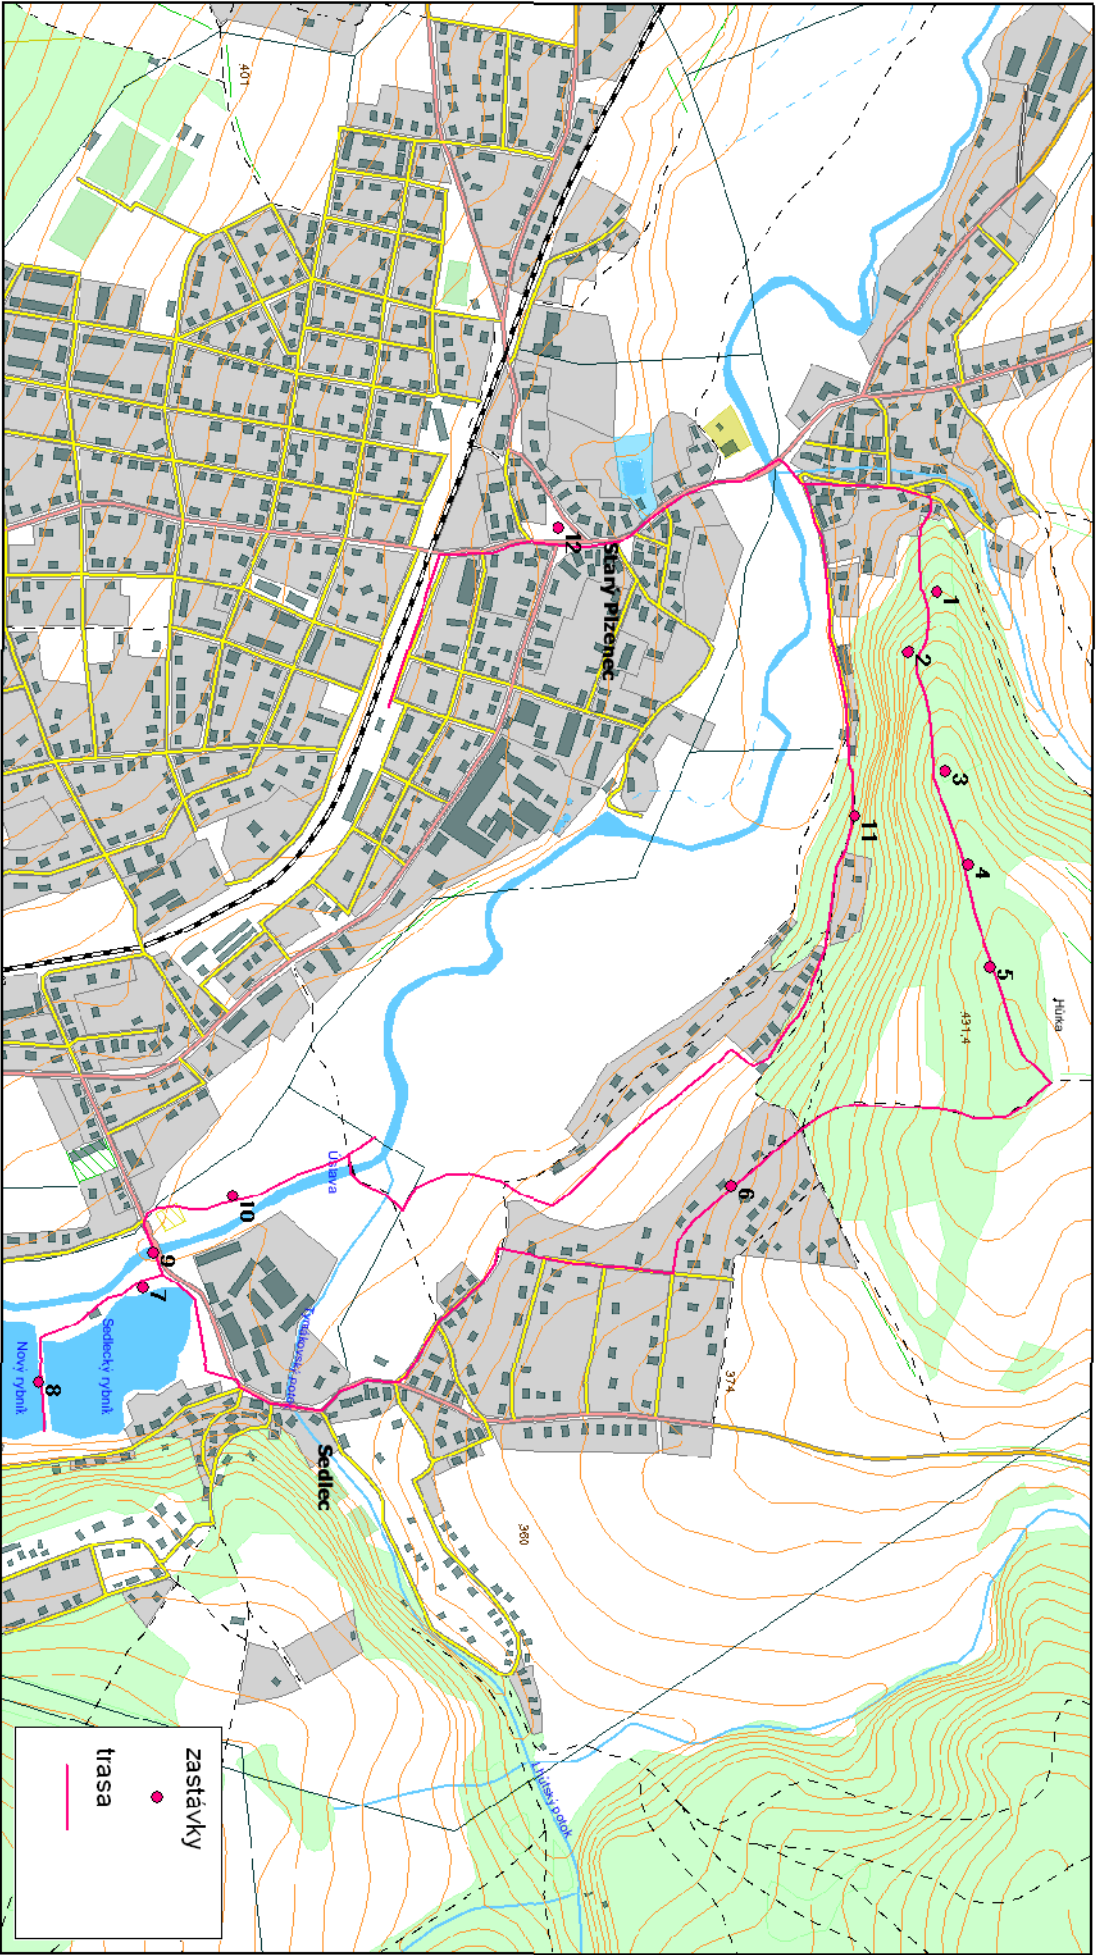 401
Starý Plzenec
12
1
2
3
4
5
11
Hůrka
431,4
6
Úslava
10
9
7
8
Sedlecký rybník
Nový rybník
Tymákovský potok
Sedlec
374
360
Lhůtský potok
zastávky
trasa